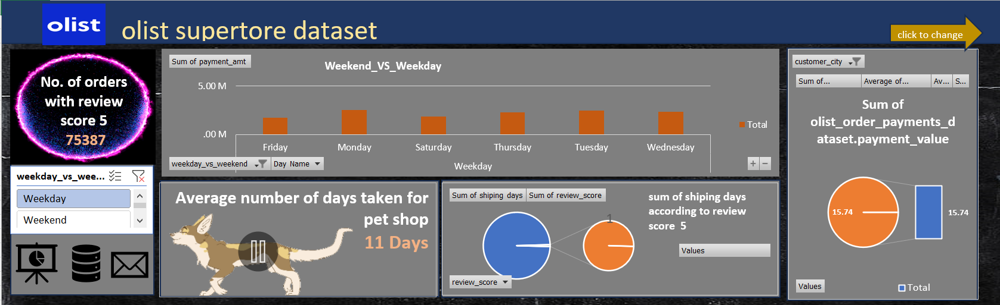 olist
olist supertore dataset
click to change
No. of orders
with review
score 5
75387
weekday_vs_wee...
Weekday
Weekend
Sum of payment_amt
Weekend_VS_Weekday
5.00 M
.00 M
Friday
Monday
Saturday
Thursday
Tuesday
Wednesday
Weekday
Total
weekday_vs_weekend
Day Name
+ −
Average number of days taken for
pet shop
11 Days
Sum of shiping days
Sum of review_score
1
sum of shiping days
according to review
score 5
Values
review_score
customer_city
Sum of...
Average of...
Av...
S...
Sum of
olist_order_payments_d
ataset.payment_value
15.74
15.74
Values
Total